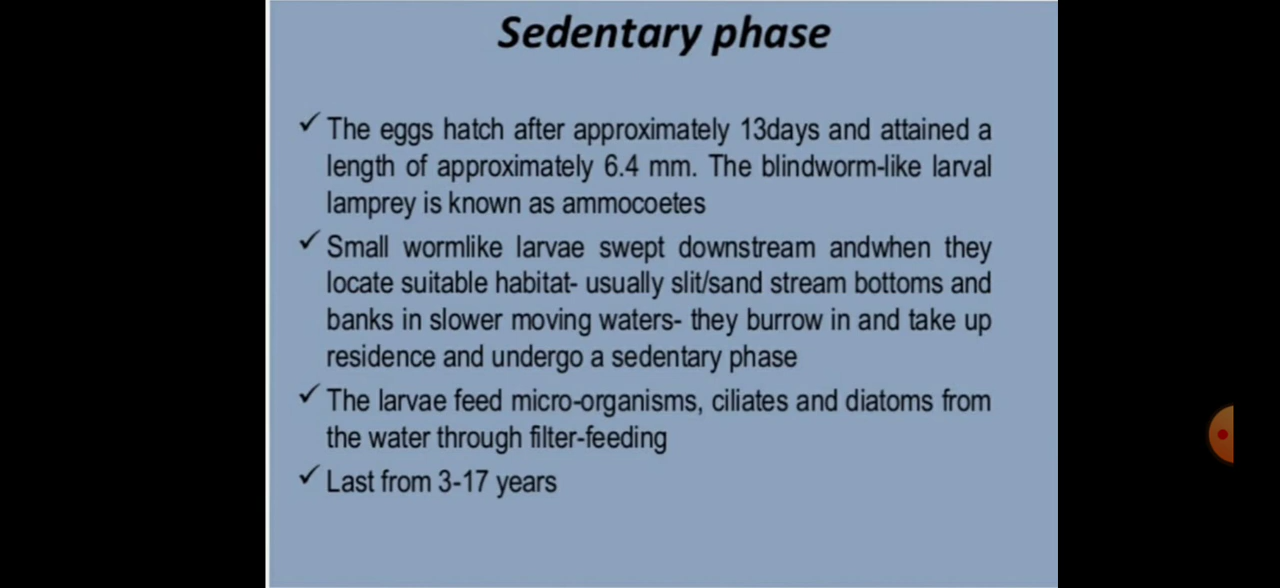 Sedentary phase
✓ The eggs hatch after approximately 13days and attained a
length of approximately 6.4 mm. The blindworm-like larval
lamprey is known as ammocoetes
✓ Small wormlike larvae swept downstream andwhen they
locate suitable habitat- usually slit/sand stream bottoms and
banks in slower moving waters- they burrow in and take up
residence and undergo a sedentary phase
✓ The larvae feed micro-organisms, ciliates and diatoms from
the water through filter-feeding
✓ Last from 3-17 years